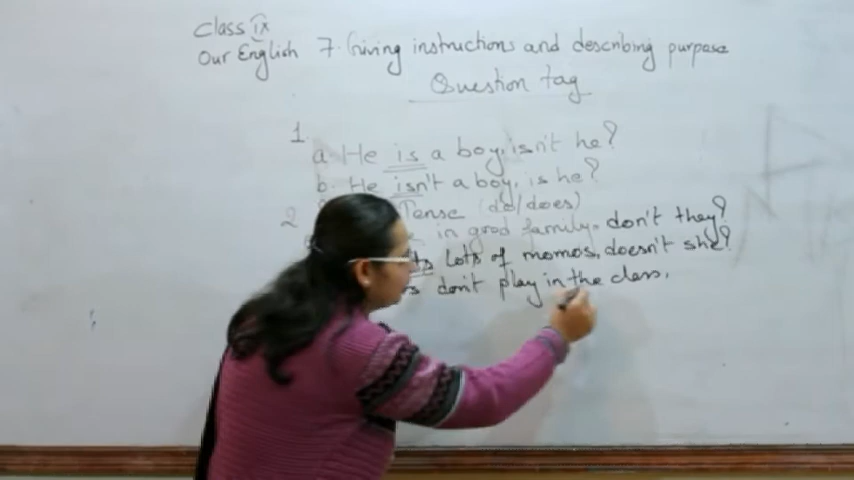 Class ix
Our English 7. Giving instructions and describing purpose
Question tag
1
a. He is a boy, isn't he?
b. He isn't a boy, is he?
2 Tense (do/does)
in good family, don't they?
lots of momos, doesn't she?
don't play in the class,